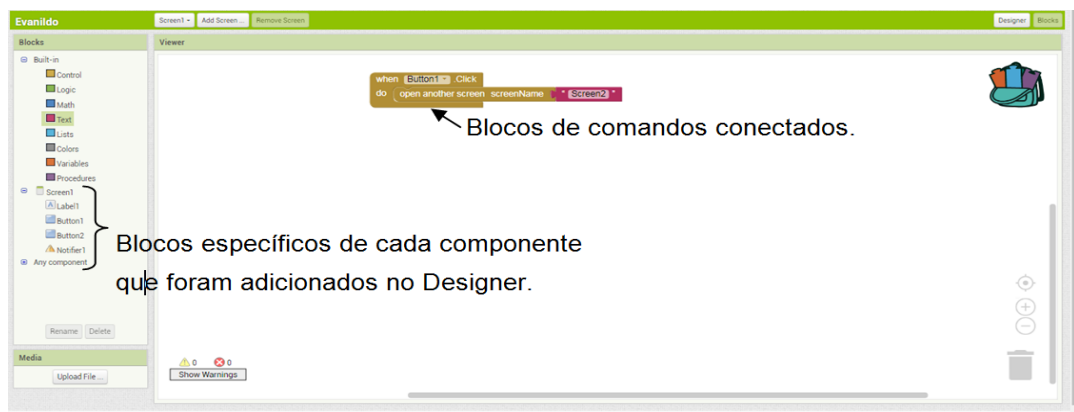 Evanildo
Screen1
Add Screen ...
Remove Screen
Designer
Blocks
Blocks
Built-in
Control
Logic
Math
Text
Lists
Colors
Variables
Procedures
Screen1
Label1
Button1
Button2
Notifier1
Any component
Rename
Delete
Media
Upload File ...
Viewer
when Button1 .Click
do open another screen screenName " Screen2 "
Blocos de comandos conectados.
Blocos específicos de cada componente
que foram adicionados no Designer.
0 0
Show Warnings